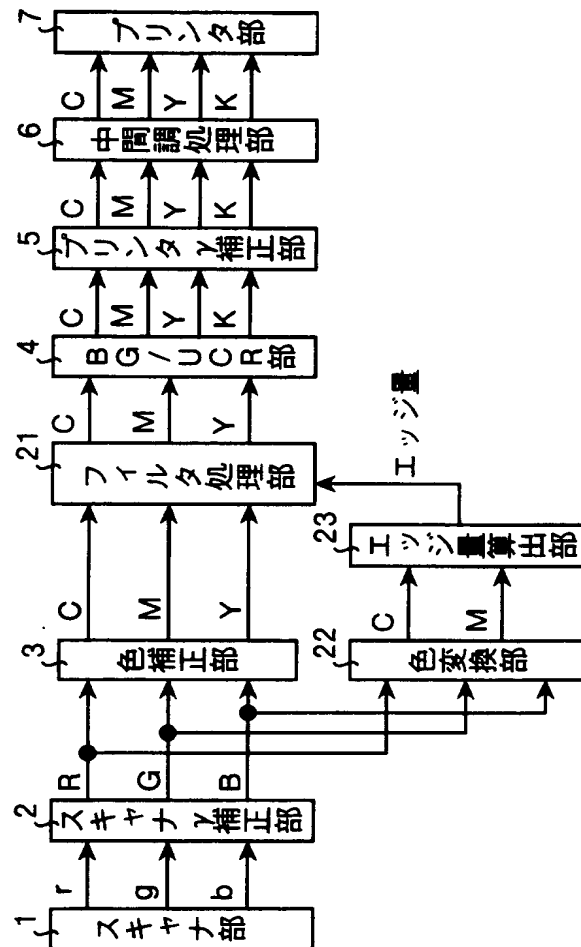 1
スキャナ部
r
g
b
2
スキャナγ補正部
R
G
B
3
色補正部
C
M
Y
21
フィルタ処理部
C
M
Y
4
BG/UCR部
C
M
Y
K
5
プリンタγ補正部
C
M
Y
K
6
中間調処理部
C
M
Y
K
7
プリンタ部
22
色変換部
C
M
23
エッジ量算出部
エッジ量